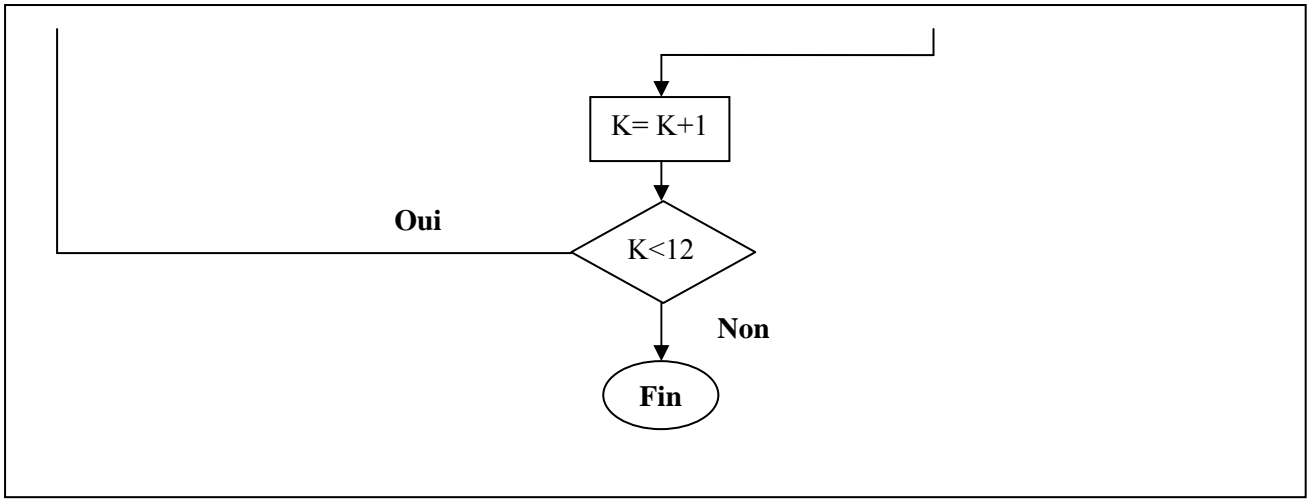 K= K+1
Oui
K<12
Non
Fin